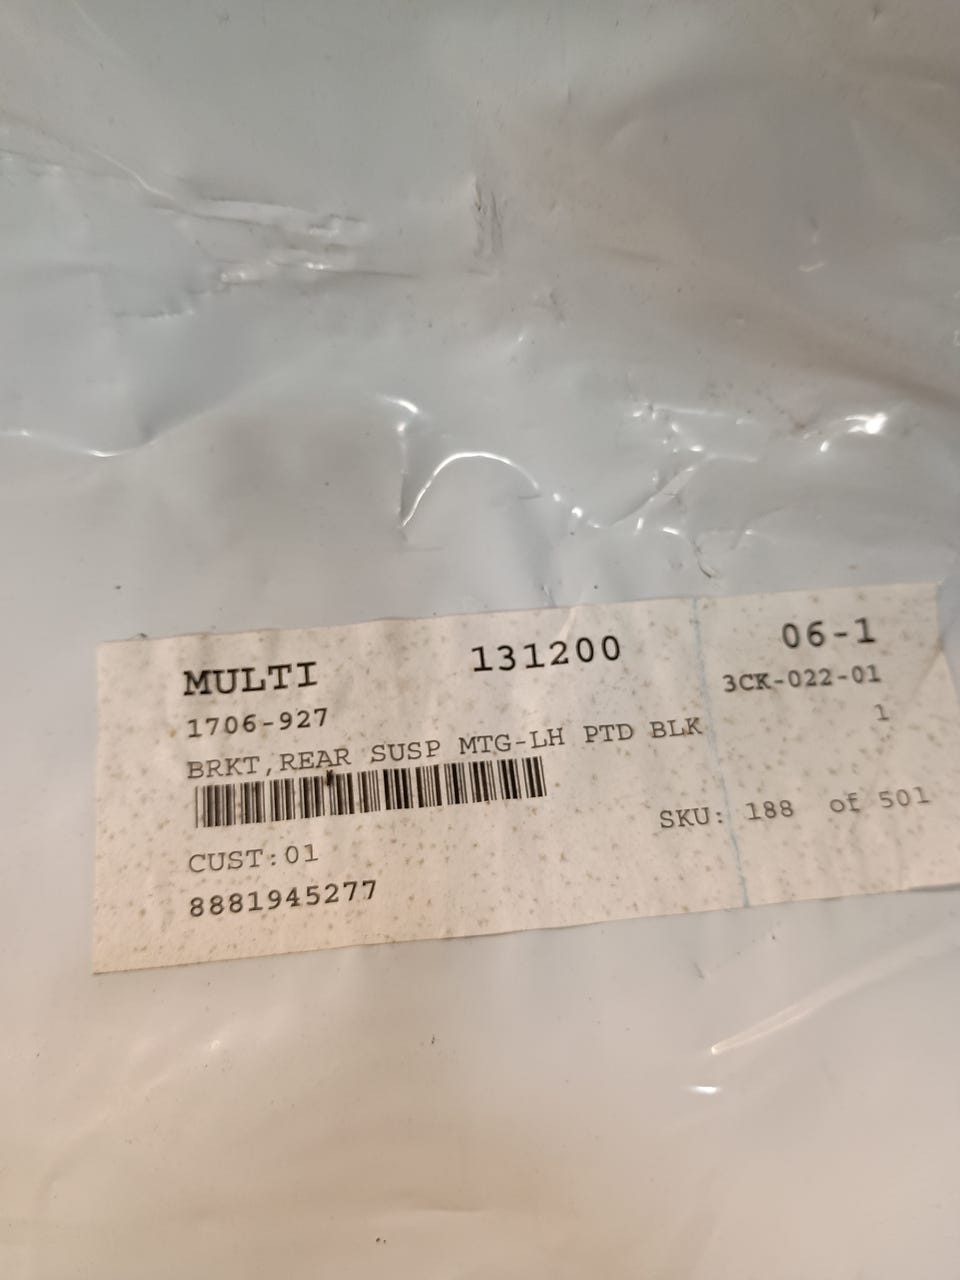 MULTI 131200 06-1
1706-927 3CK-022-01
BRKT,REAR SUSP MTG-LH PTD BLK 1
SKU: 188 of 501
CUST:01
8881945277